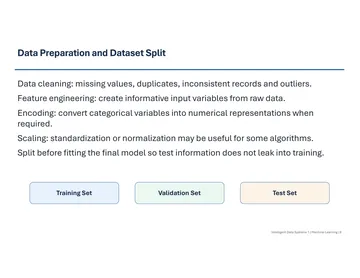 Data Preparation and Dataset Split
Data cleaning: missing values, duplicates, inconsistent records and outliers.
Feature engineering: create informative input variables from raw data.
Encoding: convert categorical variables into numerical representations when
required.
Scaling: standardization or normalization may be useful for some algorithms.
Split before fitting the final model so test information does not leak into training.
Training Set
Validation Set
Test Set
Intelligent Data Systems